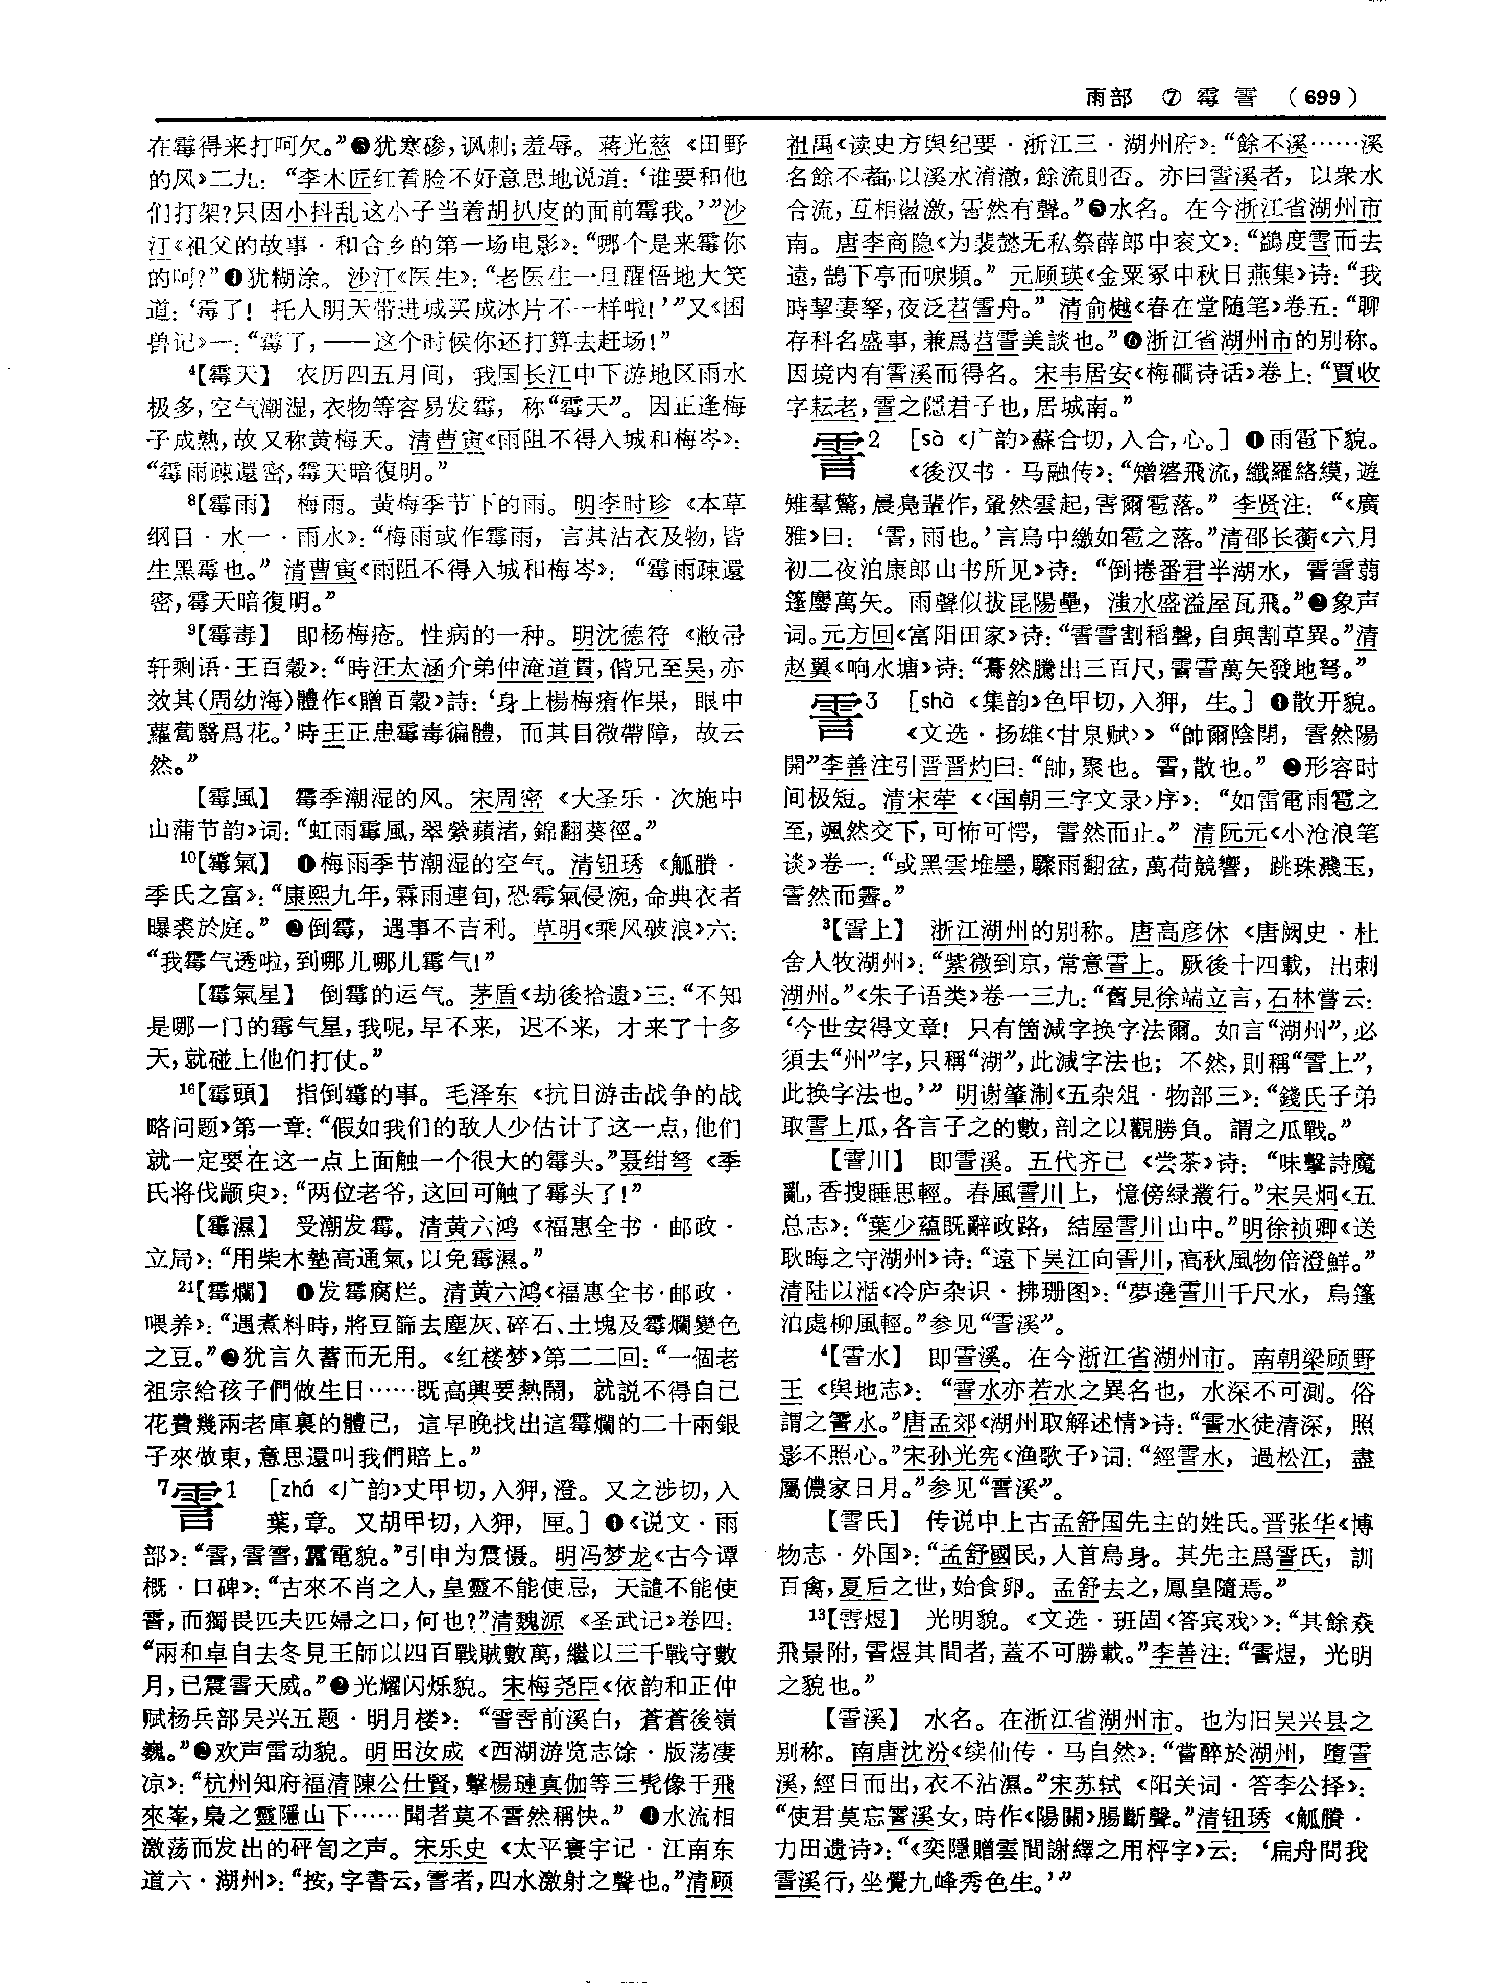 雨部　⑦　霉　霅　（699）
在霉得来打呵欠。”❺犹寒碜，讽刺；羞辱。蒋光慈《田野
的风》二九：“李木匠红着脸不好意思地说道：‘谁要和他
们打架？只因小抖乱这小子当着胡扒皮的面前霉我。’”沙
汀《祖父的故事·和合乡的第一场电影》：“哪个是来霉你
的呵？”❻犹糊涂。沙汀《医生》：“老医生一旦醒悟地大笑
道：‘霉了！托人明天带进城买成冰片不一样啦！’”又《困
兽记》一：“霉了，——这个时候你还打算去赶场！”
⁴【霉天】　农历四五月间，我国长江中下游地区雨水
极多，空气潮湿，衣物等容易发霉，称“霉天”。因正逢梅
子成熟，故又称黄梅天。清曹寅《雨阻不得入城和梅岑》：
“霉雨疎還密，霉天暗復明。”
⁸【霉雨】　梅雨。黄梅季节下的雨。明李时珍《本草
纲目·水一·雨水》：“梅雨或作霉雨，言其沾衣及物，皆
生黑霉也。”清曹寅《雨阻不得入城和梅岑》：“霉雨疎還
密，霉天暗復明。”
⁹【霉毒】　即杨梅疮。性病的一种。明沈德符《敝帚
轩剩语·王百穀》：“時汪太涵介弟仲淹道貫，偕兄至吴，亦
效其（周幼海）體作《贈百穀》詩：‘身上楊梅瘡作果，眼中
蘿蔔翳爲花。’時王正患霉毒徧體，而其目微帶障，故云
然。”
【霉風】　霉季潮湿的风。宋周密《大圣乐·次施中
山蒲节韵》词：“虹雨霉風，翠縈蘋渚，錦翻葵徑。”
¹⁰【霉氣】　❶梅雨季节潮湿的空气。清钮琇《觚賸·
季氏之富》：“康熙九年，霖雨連旬，恐霉氣侵涴，命典衣者
曝裘於庭。”❷倒霉，遇事不吉利。草明《乘风破浪》六：
“我霉气透啦，到哪儿哪儿霉气！”
【霉氣星】　倒霉的运气。茅盾《劫後拾遗》三：“不知
是哪一门的霉气星，我呢，早不来，迟不来，才来了十多
天，就碰上他们打仗。”
¹⁶【霉頭】　指倒霉的事。毛泽东《抗日游击战争的战
略问题》第一章：“假如我们的敌人少估计了这一点，他们
就一定要在这一点上面触一个很大的霉头。”聂绀弩《季
氏将伐颛臾》：“两位老爷，这回可触了霉头了！”
【霉濕】　受潮发霉。清黄六鸿《福惠全书·邮政·
立局》：“用柴木墊高通氣，以免霉濕。”
²¹【霉爛】　❶发霉腐烂。清黄六鸿《福惠全书·邮政·
喂养》：“遇煮料時，將豆篩去塵灰、碎石、土塊及霉爛變色
之豆。”❷犹言久蓄而无用。《红楼梦》第二二回：“一個老
祖宗給孩子們做生日……既高興要熱鬧，就説不得自己
花費幾兩老庫裏的體己，這早晚找出這霉爛的二十兩銀
子來做東，意思還叫我們賠上。”
⁷霅¹　［zhá《广韵》丈甲切，入狎，澄。又之涉切，入
葉，章。又胡甲切，入狎，匣。］❶《说文·雨
部》：“霅，霅霅，靁電貌。”引申为震慑。明冯梦龙《古今谭
概·口碑》：“古來不肖之人，皇靈不能使忌，天譴不能使
霅，而獨畏匹夫匹婦之口，何也？”清魏源《圣武记》卷四：
“兩和卓自去冬見王師以四百戰賊數萬，繼以三千戰守數
月，已震霅天威。”❷光耀闪烁貌。宋梅尧臣《依韵和正仲
赋杨兵部吴兴五题·明月楼》：“霅霅前溪白，蒼蒼後嶺
巍。”❸欢声雷动貌。明田汝成《西湖游览志馀·版荡凄
凉》：“杭州知府福清陳公仕賢，擊楊璉真伽等三髡像于飛
來峯，梟之靈隱山下……聞者莫不霅然稱快。”❹水流相
激荡而发出的砰訇之声。宋乐史《太平寰宇记·江南东
道六·湖州》：“按，字書云，霅者，四水激射之聲也。”清顾
祖禹《读史方舆纪要·浙江三·湖州府》：“餘不溪……溪
名餘不者，以溪水清澈，餘流則否。亦曰霅溪者，以衆水
合流，互相潠激，霅然有聲。”❺水名。在今浙江省湖州市
南。唐李商隐《为裴懿无私祭薛郎中衮文》：“鷁度霅而去
遠，鵠下亭而唳頻。”元顾瑛《金粟冢中秋日燕集》诗：“我
時挈妻孥，夜泛苕霅舟。”清俞樾《春在堂随笔》卷五：“聊
存科名盛事，兼爲苕霅美談也。”❻浙江省湖州市的别称。
因境内有霅溪而得名。宋韦居安《梅磵诗话》卷上：“賈收
字耘老，霅之隱君子也，居城南。”
霅²　［sà《广韵》蘇合切，入合，心。］❶雨雹下貌。
《後汉书·马融传》：“矰碆飛流，纖羅絡縸，遊
雉羣驚，晨鳧輩作，翬然雲起，霅爾雹落。”李贤注：“《廣
雅》曰：‘霅，雨也。’言鳥中繳如雹之落。”清邵长蘅《六月
初二夜泊康郎山书所见》诗：“倒捲番君半湖水，霅霅蒻
篷鏖萬矢。雨聲似拔昆陽壘，滍水盛溢屋瓦飛。”❷象声
词。元方回《富阳田家》诗：“霅霅割稻聲，自與割草異。”清
赵翼《响水塘》诗：“驀然騰出三百尺，霅霅萬矢發地弩。”
霅³　［shà《集韵》色甲切，入狎，生。］❶散开貌。
《文选·扬雄〈甘泉赋〉》“帥爾陰閉，霅然陽
開”李善注引晋晋灼曰：“帥，聚也。霅，散也。”❷形容时
间极短。清宋荦《〈国朝三字文录〉序》：“如雷電雨雹之
至，颯然交下，可怖可愕，霅然而止。”清阮元《小沧浪笔
谈》卷一：“或黑雲堆墨，驟雨翻盆，萬荷競響，跳珠濺玉，
霅然而霽。”
³【霅上】　浙江湖州的别称。唐高彦休《唐阙史·杜
舍人牧湖州》：“紫微到京，常意霅上。厥後十四載，出刺
湖州。”《朱子语类》卷一三九：“舊見徐端立言，石林嘗云：
‘今世安得文章！只有箇減字换字法爾。如言“湖州”，必
須去“州”字，只稱“湖”，此減字法也；不然，則稱“霅上”，
此换字法也。’”明谢肇淛《五杂俎·物部三》：“錢氏子弟
取霅上瓜，各言子之的數，剖之以觀勝負。謂之瓜戰。”
【霅川】　即霅溪。五代齐己《尝茶》诗：“味擊詩魔
亂，香搜睡思輕。春風霅川上，憶傍緑叢行。”宋吴炯《五
总志》：“葉少蘊既辭政路，結屋霅川山中。”明徐祯卿《送
耿晦之守湖州》诗：“遠下吴江向霅川，高秋風物倍澄鮮。”
清陆以湉《冷庐杂识·拂珊图》：“夢遶霅川千尺水，烏篷
泊處柳風輕。”参见“霅溪”。
⁴【霅水】　即霅溪。在今浙江省湖州市。南朝梁顾野
王《舆地志》：“霅水亦若水之異名也，水深不可測。俗
謂之霅水。”唐孟郊《湖州取解述情》诗：“霅水徒清深，照
影不照心。”宋孙光宪《渔歌子》词：“經霅水，過松江，盡
屬儂家日月。”参见“霅溪”。
【霅氏】　传说中上古孟舒国先主的姓氏。晋张华《博
物志·外国》：“孟舒國民，人首鳥身。其先主爲霅氏，訓
百禽，夏后之世，始食卵。孟舒去之，鳳皇隨焉。”
¹³【霅煜】　光明貌。《文选·班固〈答宾戏〉》：“其餘猋
飛景附，霅煜其間者，蓋不可勝載。”李善注：“霅煜，光明
之貌也。”
【霅溪】　水名。在浙江省湖州市。也为旧吴兴县之
别称。南唐沈汾《续仙传·马自然》：“嘗醉於湖州，墮霅
溪，經日而出，衣不沾濕。”宋苏轼《阳关词·答李公择》：
“使君莫忘霅溪女，時作《陽關》腸斷聲。”清钮琇《觚賸·
力田遗诗》：“《奕隱贈雲間謝繹之用枰字》云：‘扁舟問我
霅溪行，坐覺九峰秀色生。’”